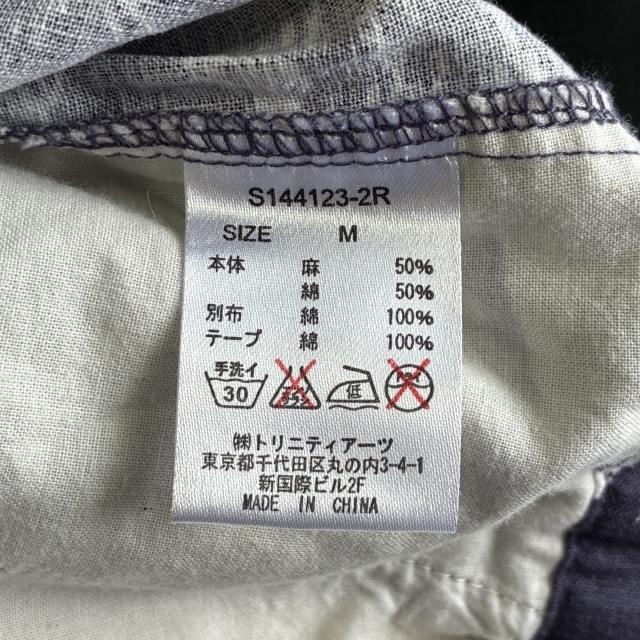 S144123-2R
SIZE M
本体 麻 50%
綿 50%
別布 綿 100%
テープ 綿 100%
手洗イ
30 低
㈱トリニティアーツ
東京都千代田区丸の内3-4-1
新国際ビル2F
MADE IN CHINA